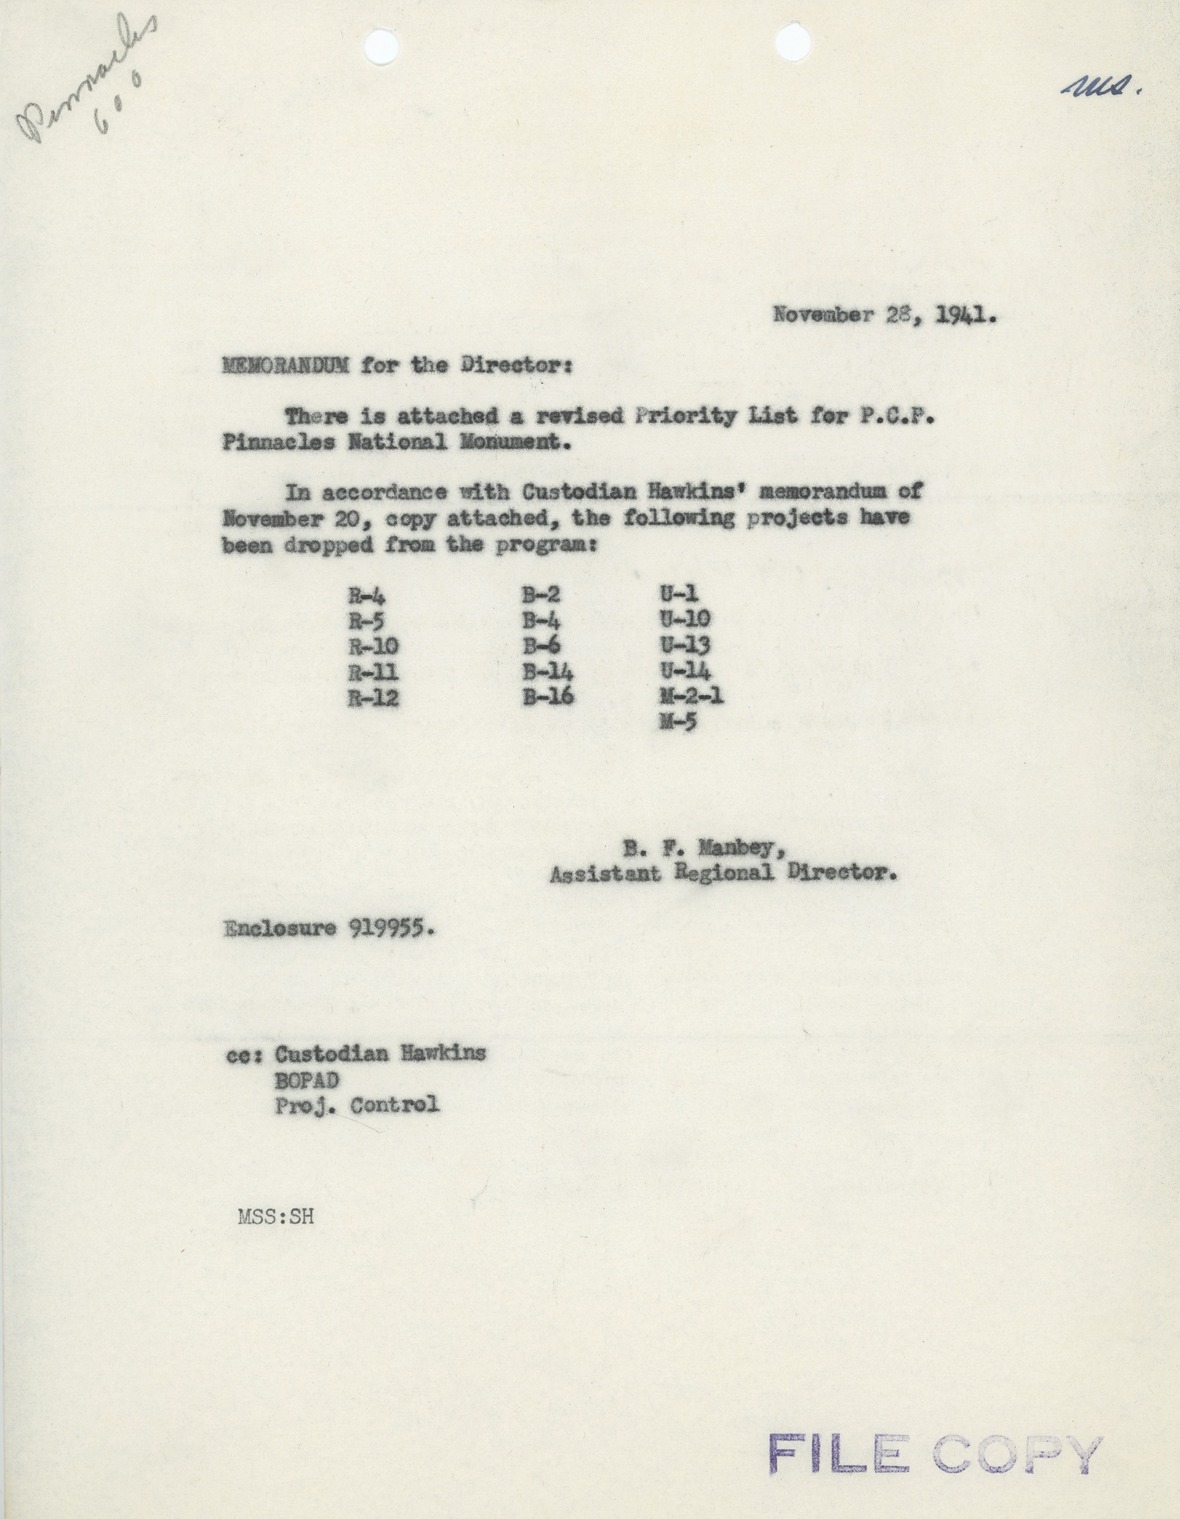 Pinnacles
600
ms.
November 28, 1941.
MEMORANDUM for the Director:
There is attached a revised Priority List for P.C.P.
Pinnacles National Monument.
In accordance with Custodian Hawkins' memorandum of
November 20, copy attached, the following projects have
been dropped from the program:
R-4 B-2 U-1
R-5 B-4 U-10
R-10 B-6 U-13
R-11 B-14 U-14
R-12 B-16 M-2-1
M-5
B. F. Manbey,
Assistant Regional Director.
Enclosure 919955.
cc: Custodian Hawkins
BOPAD
Proj. Control
MSS:SH
FILE COPY